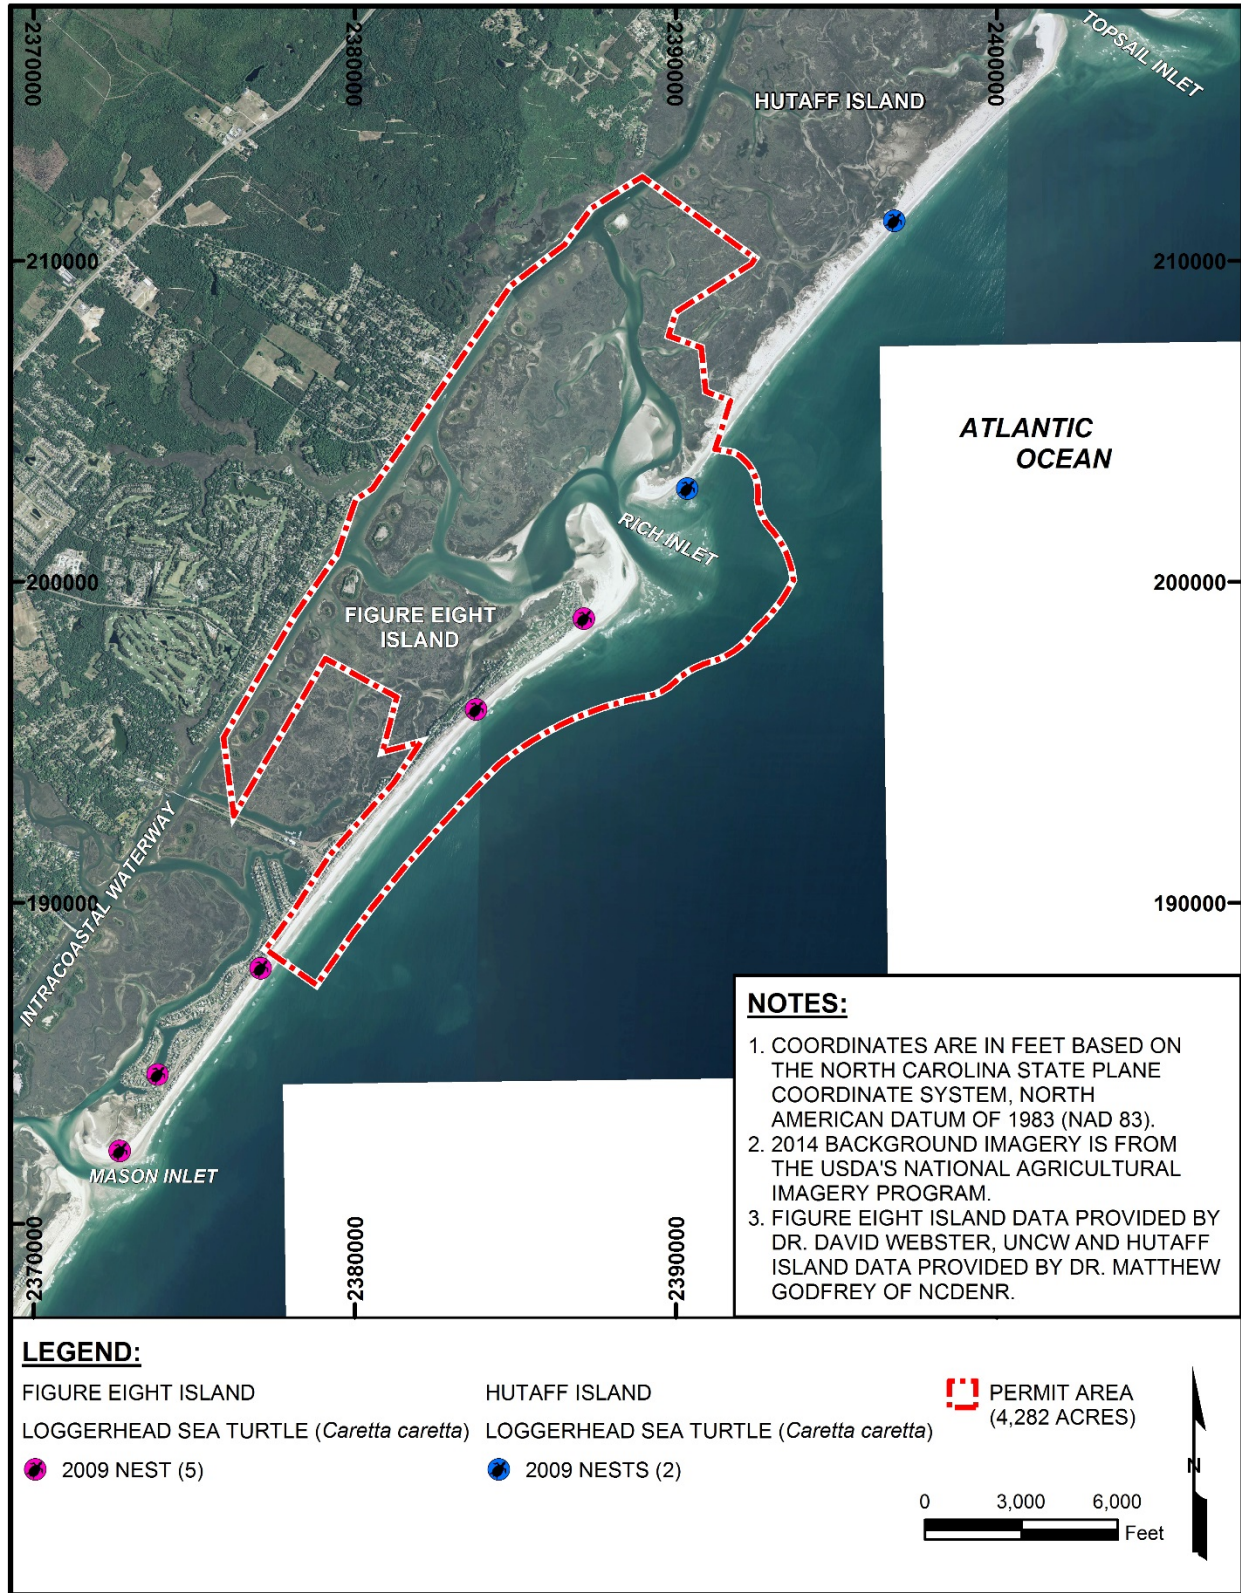 2370000
2380000
2390000
2400000
TOPSAIL INLET
HUTAFF ISLAND
210000
210000
ATLANTIC
OCEAN
RICH INLET
200000
200000
FIGURE EIGHT
ISLAND
INTRACOASTAL WATERWAY
190000
190000
MASON INLET
2370000
2380000
2390000
NOTES:
1. COORDINATES ARE IN FEET BASED ON
THE NORTH CAROLINA STATE PLANE
COORDINATE SYSTEM, NORTH
AMERICAN DATUM OF 1983 (NAD 83).
2. 2014 BACKGROUND IMAGERY IS FROM
THE USDA'S NATIONAL AGRICULTURAL
IMAGERY PROGRAM.
3. FIGURE EIGHT ISLAND DATA PROVIDED BY
DR. DAVID WEBSTER, UNCW AND HUTAFF
ISLAND DATA PROVIDED BY DR. MATTHEW
GODFREY OF NCDENR.
LEGEND:
FIGURE EIGHT ISLAND
LOGGERHEAD SEA TURTLE (Caretta caretta)
2009 NEST (5)
HUTAFF ISLAND
LOGGERHEAD SEA TURTLE (Caretta caretta)
2009 NESTS (2)
PERMIT AREA
(4,282 ACRES)
0 3,000 6,000
Feet
N